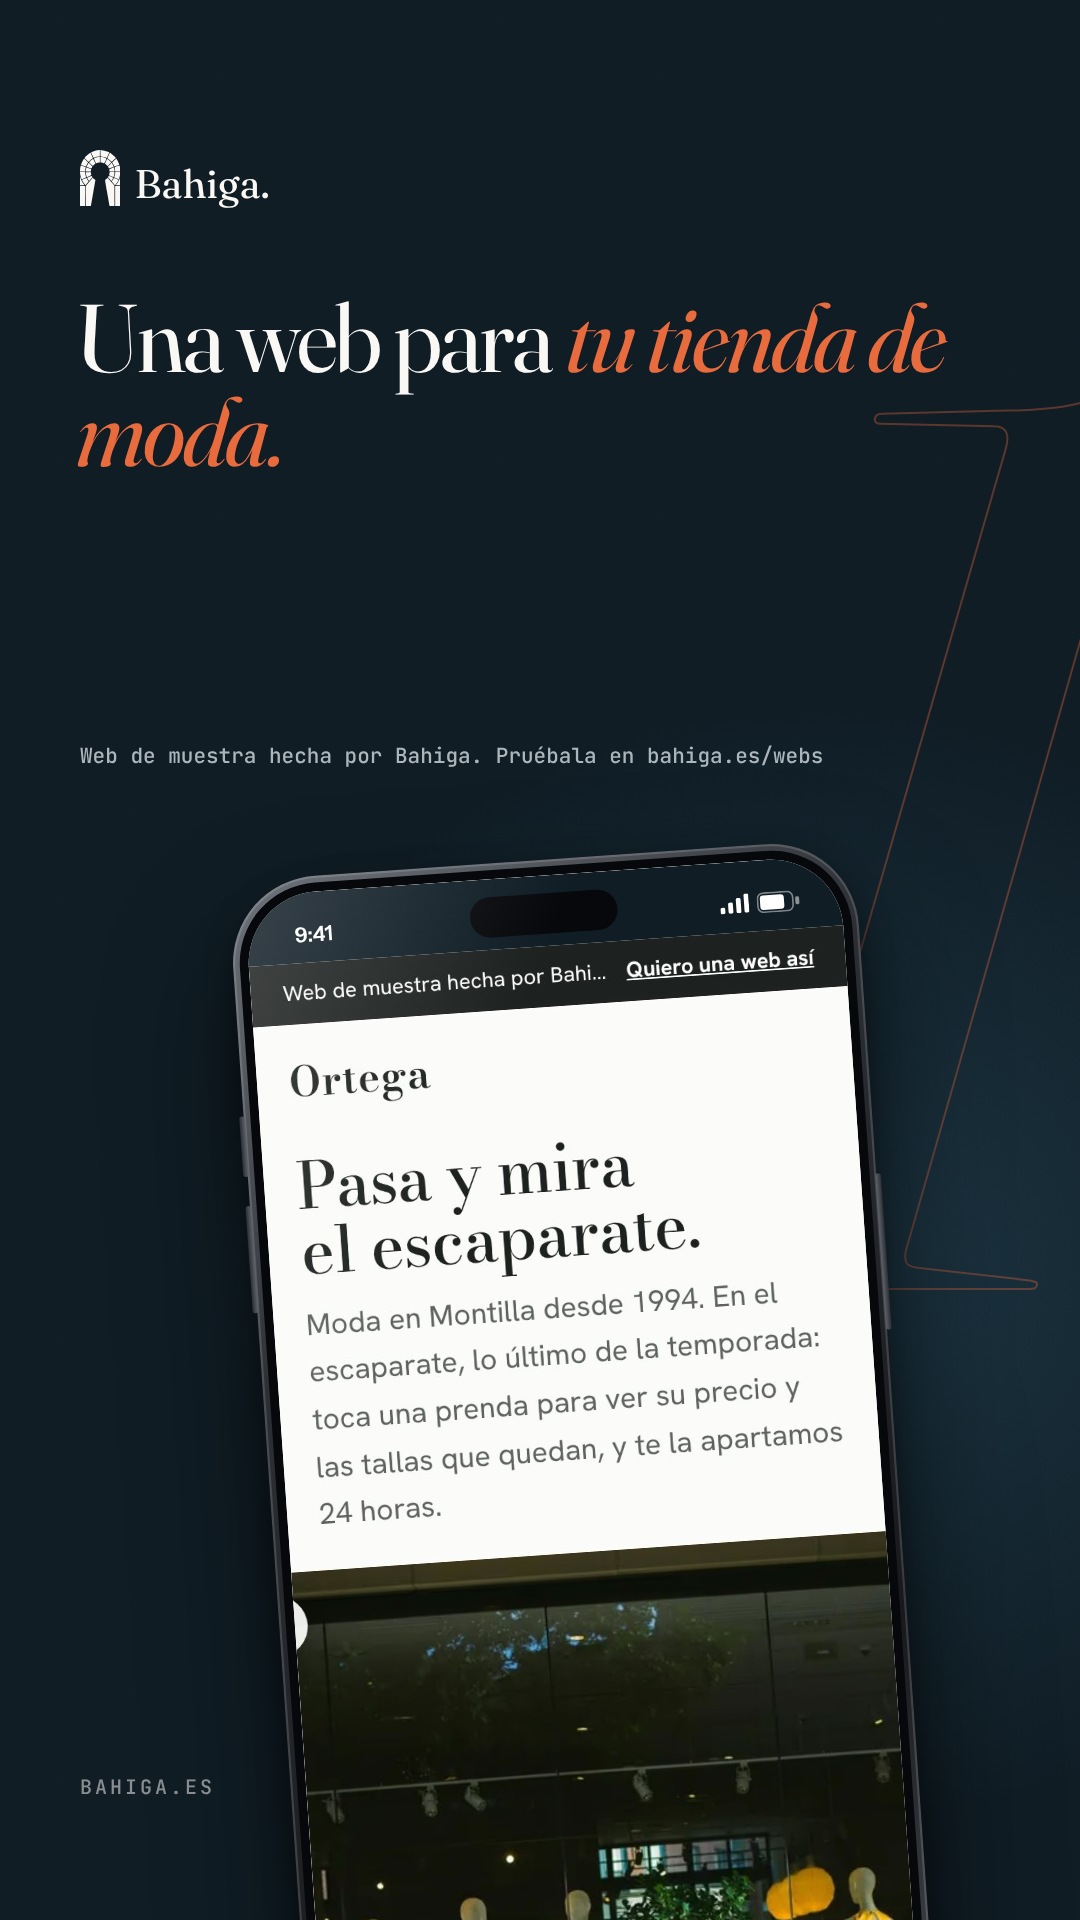 Bahiga.
Una web para tu tienda de
moda.
Web de muestra hecha por Bahiga. Pruébala en bahiga.es/webs
9:41
Web de muestra hecha por Bahi... Quiero una web así
Ortega
Pasa y mira
el escaparate.
Moda en Montilla desde 1994. En el
escaparate, lo último de la temporada:
toca una prenda para ver su precio y
las tallas que quedan, y te la apartamos
24 horas.
BAHIGA.ES